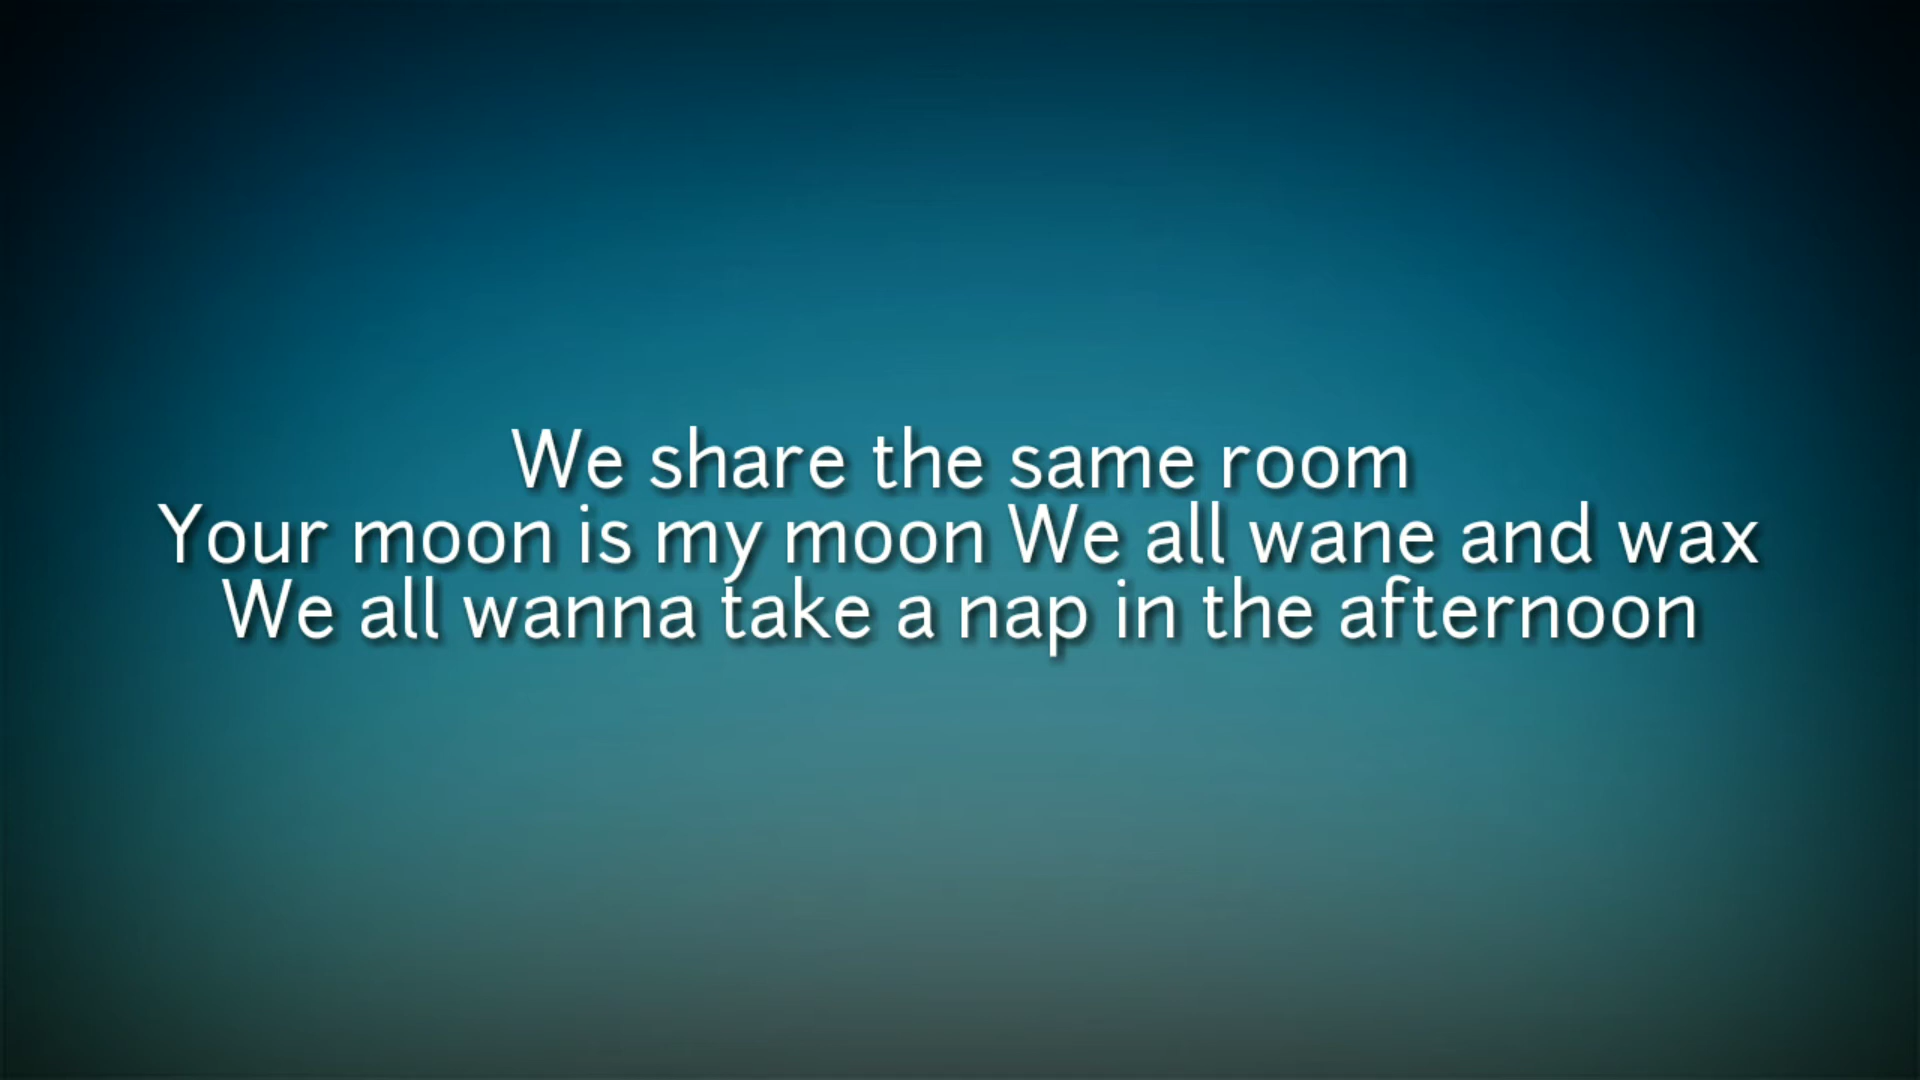 We share the same room
Your moon is my moon We all wane and wax
We all wanna take a nap in the afternoon